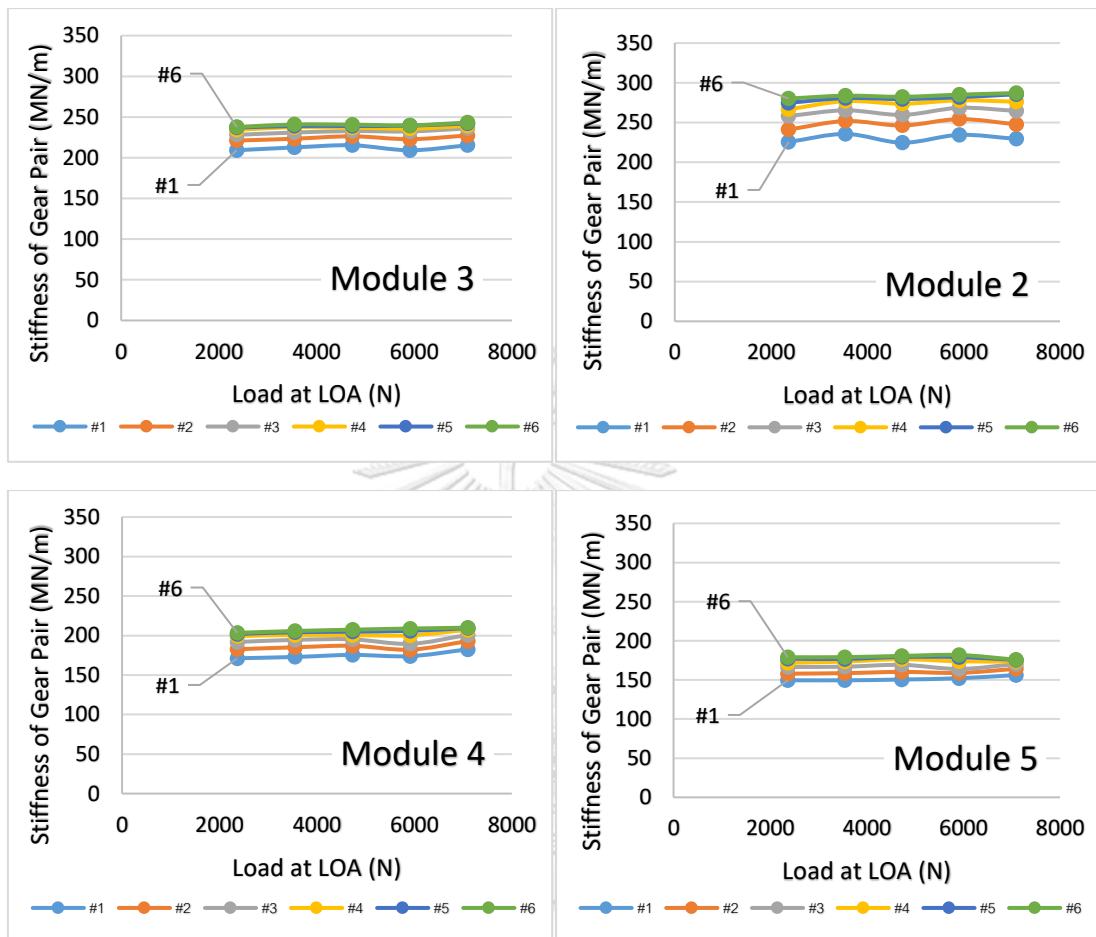 Stiffness of Gear Pair (MN/m)
350
300
250
200
150
100
50
0
#6
#1
Module 3
0 2000 4000 6000 8000
Load at LOA (N)
#1 #2 #3 #4 #5 #6
Stiffness of Gear Pair (MN/m)
350
300
250
200
150
100
50
0
#6
#1
Module 2
0 2000 4000 6000 8000
Load at LOA (N)
#1 #2 #3 #4 #5 #6
Stiffness of Gear Pair (MN/m)
350
300
250
200
150
100
50
0
#6
#1
Module 4
0 2000 4000 6000 8000
Load at LOA (N)
#1 #2 #3 #4 #5 #6
Stiffness of Gear Pair (MN/m)
350
300
250
200
150
100
50
0
#6
#1
Module 5
0 2000 4000 6000 8000
Load at LOA (N)
#1 #2 #3 #4 #5 #6